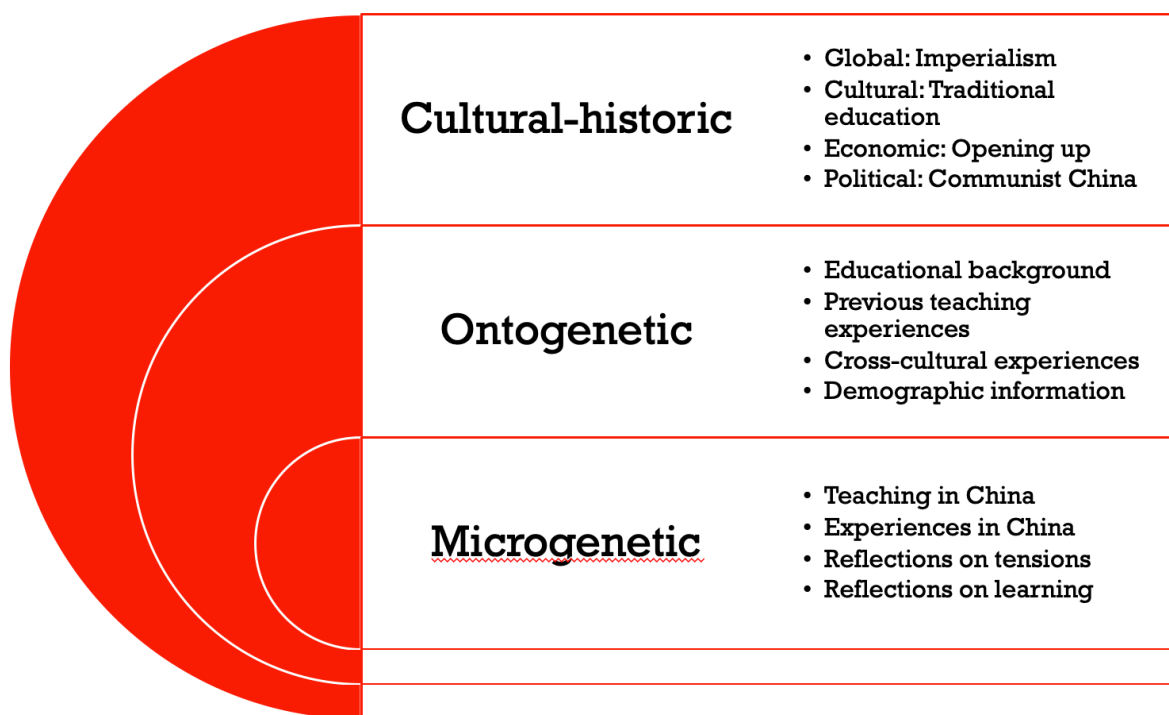 Cultural-historic
• Global: Imperialism
• Cultural: Traditional
education
• Economic: Opening up
• Political: Communist China
Ontogenetic
• Educational background
• Previous teaching
experiences
• Cross-cultural experiences
• Demographic information
Microgenetic
• Teaching in China
• Experiences in China
• Reflections on tensions
• Reflections on learning